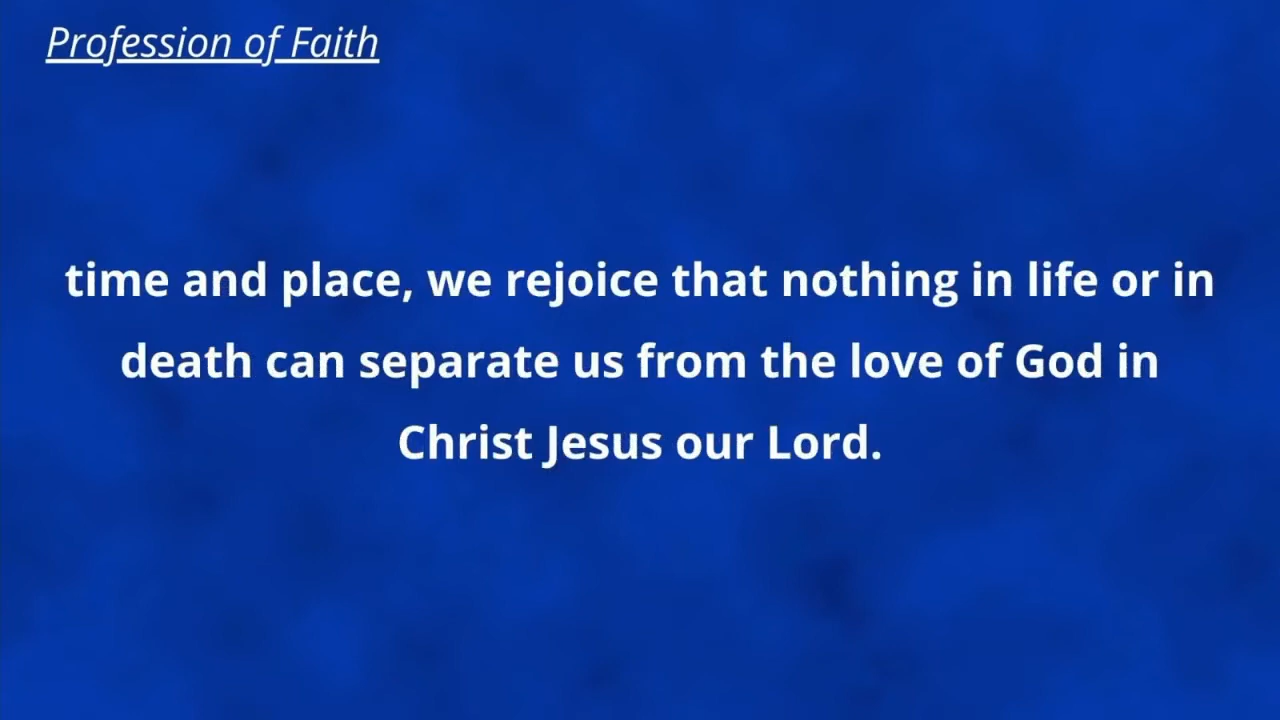 Profession of Faith
time and place, we rejoice that nothing in life or in
death can separate us from the love of God in
Christ Jesus our Lord.